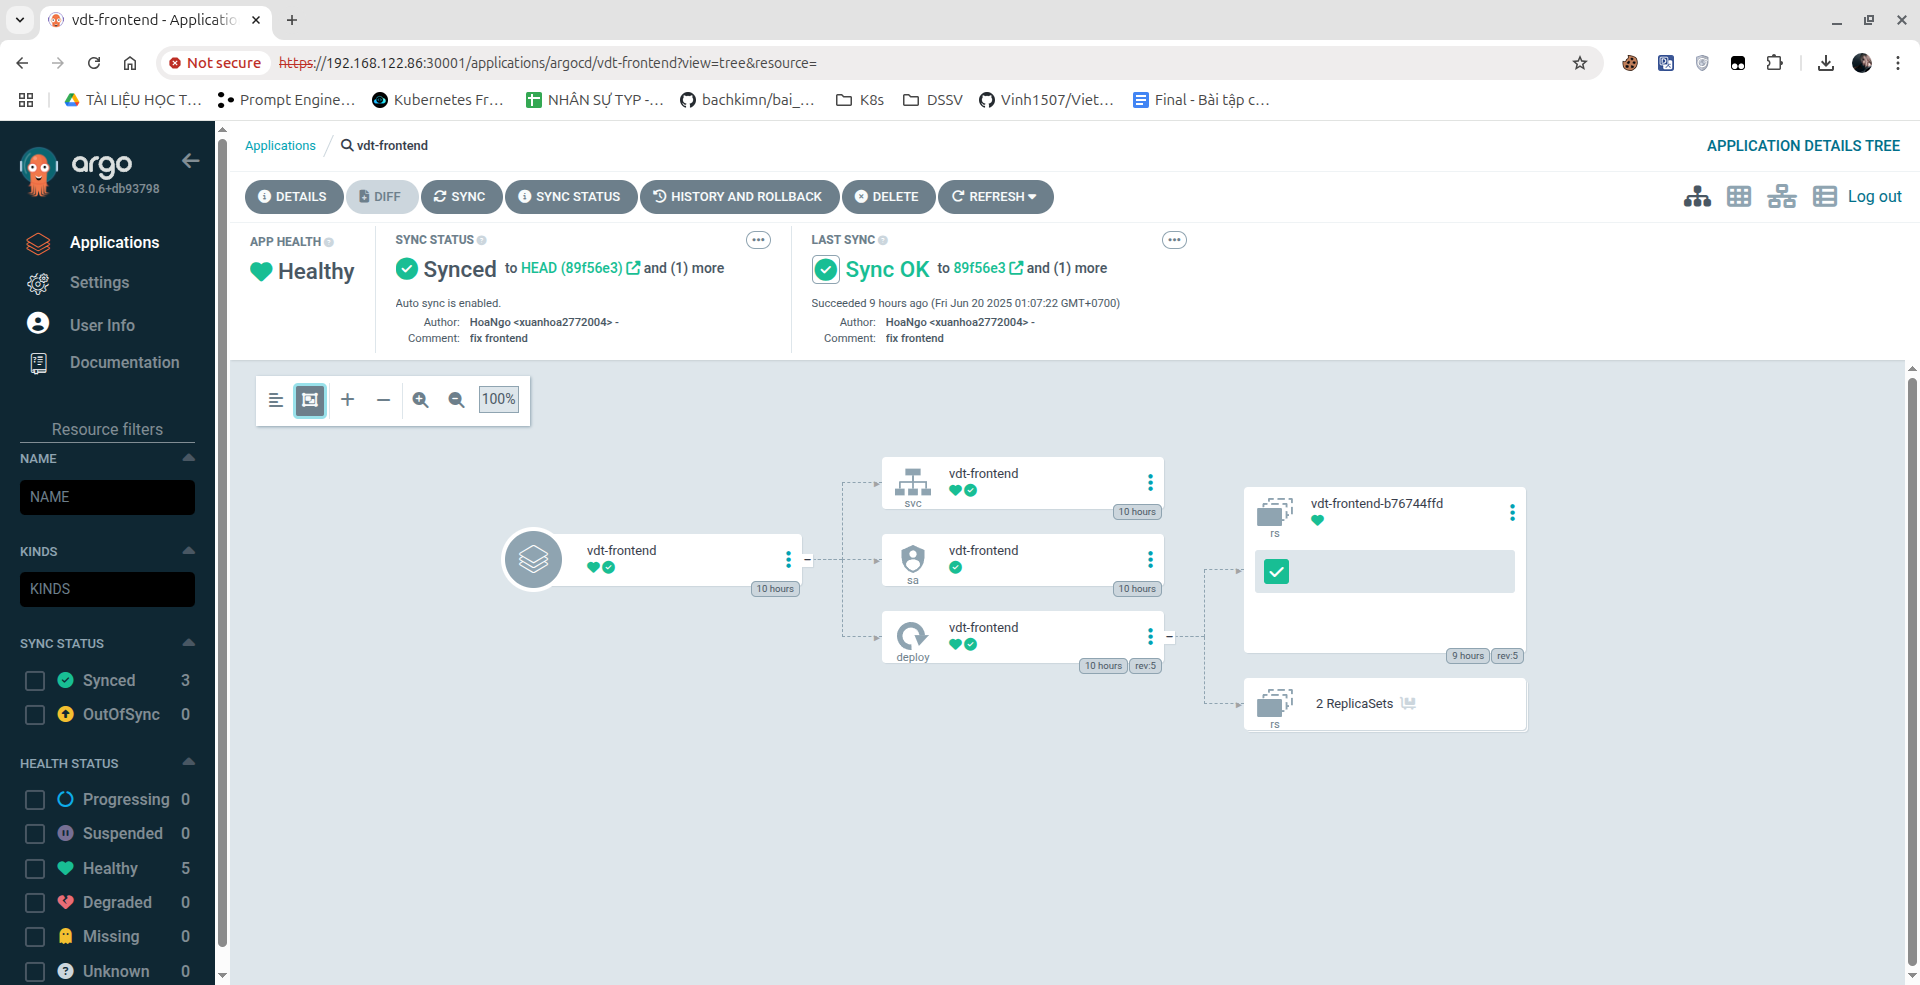 vdt-frontend - Applicatio
Not secure
https://192.168.122.86:30001/applications/argocd/vdt-frontend?view=tree&resource=
TÀI LIỆU HỌC T...
Prompt Engine...
Kubernetes Fr...
NHÂN SỰ TYP -...
bachkimn/bai_...
K8s
DSSV
Vinh1507/Viet...
Final - Bài tập c...
argo
v3.0.6+db93798
Applications
Settings
User Info
Documentation
Resource filters
NAME
NAME
KINDS
KINDS
SYNC STATUS
Synced 3
OutOfSync 0
HEALTH STATUS
Progressing 0
Suspended 0
Healthy 5
Degraded 0
Missing 0
Unknown 0
Applications / vdt-frontend
APPLICATION DETAILS TREE
DETAILS
DIFF
SYNC
SYNC STATUS
HISTORY AND ROLLBACK
DELETE
REFRESH
Log out
APP HEALTH
Healthy
SYNC STATUS
Synced to HEAD (89f56e3) and (1) more
Auto sync is enabled.
Author: HoaNgo <xuanhoa2772004> -
Comment: fix frontend
LAST SYNC
Sync OK to 89f56e3 and (1) more
Succeeded 9 hours ago (Fri Jun 20 2025 01:07:22 GMT+0700)
Author: HoaNgo <xuanhoa2772004> -
Comment: fix frontend
100%
vdt-frontend
10 hours
vdt-frontend
svc
10 hours
vdt-frontend
sa
10 hours
vdt-frontend
deploy
10 hours
rev:5
vdt-frontend-b76744ffd
rs
9 hours
rev:5
2 ReplicaSets
rs